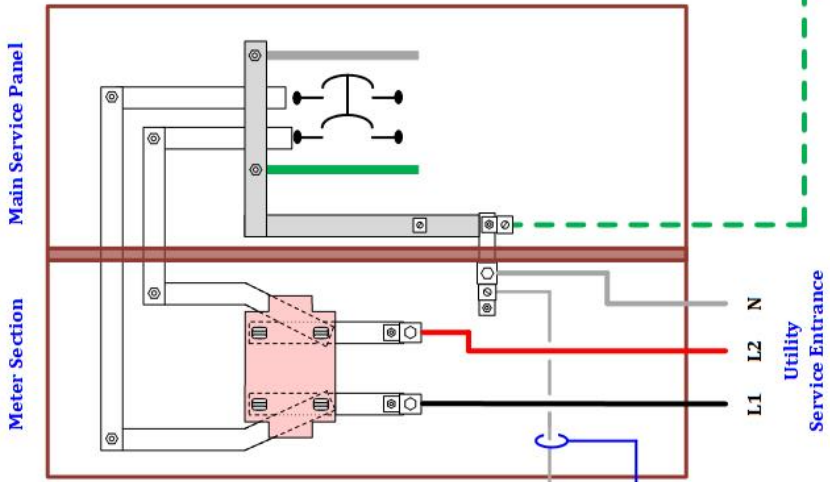 Main Service Panel
Meter Section
N
L2
L1
Utility
Service Entrance